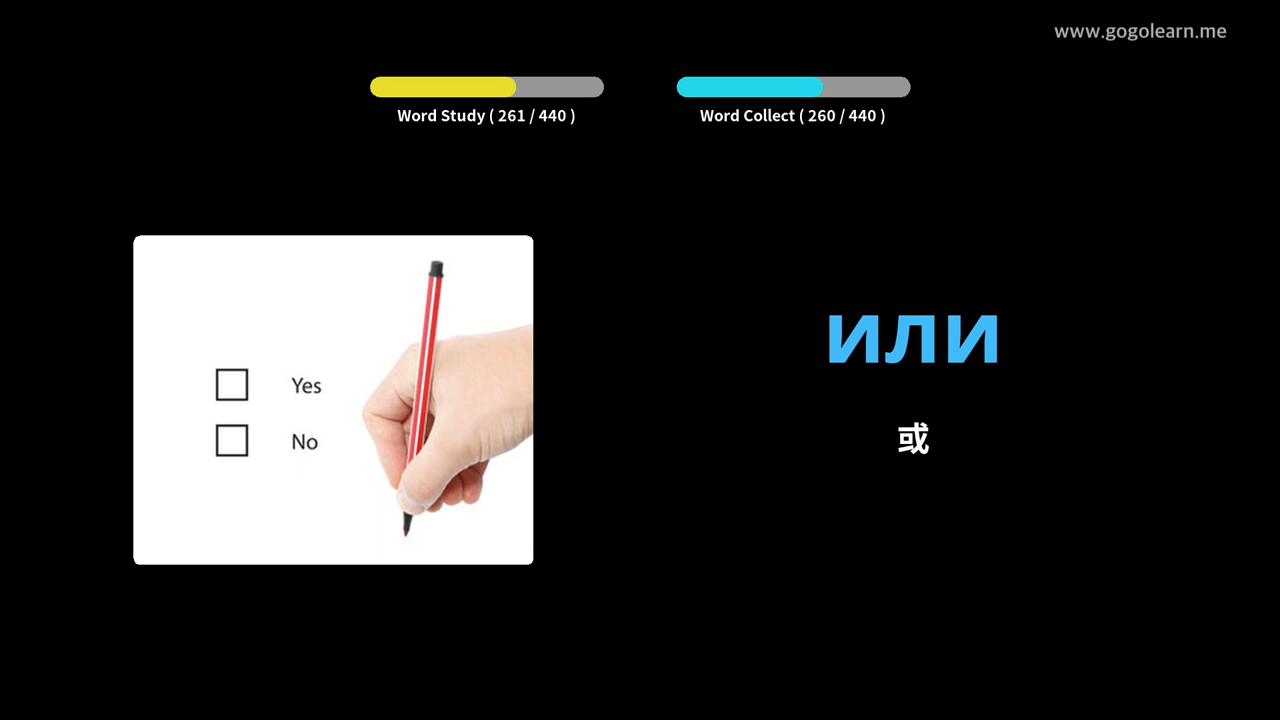 www.gogolearn.me
Word Study ( 261 / 440 )
Word Collect ( 260 / 440 )
Yes
No
или
或